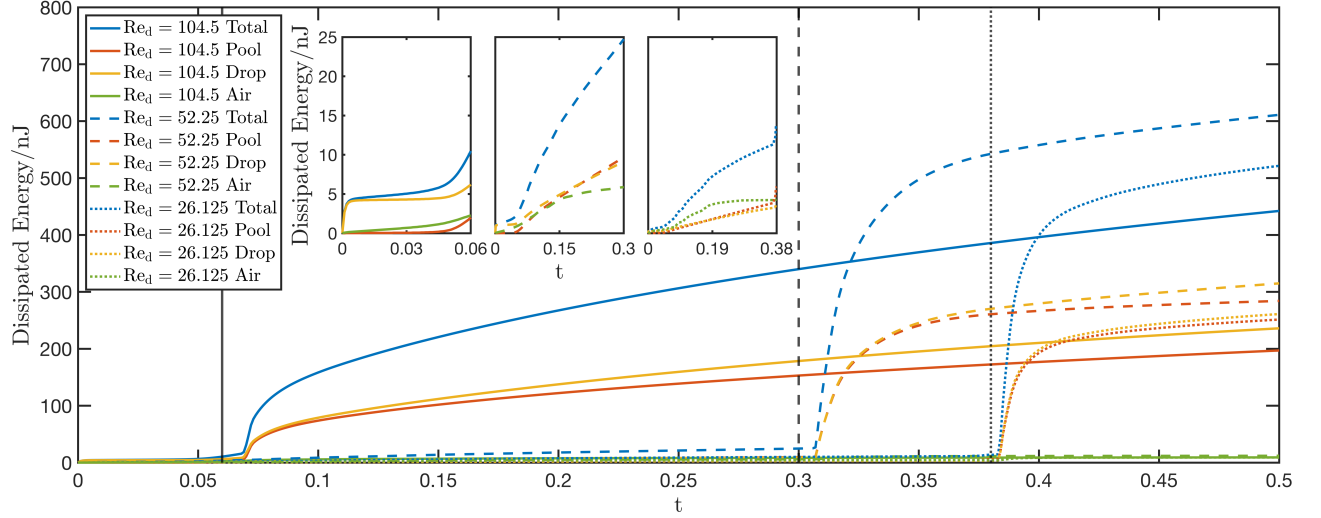 Dissipated Energy/nJ
800
700
600
500
400
300
200
100
0
Re_d = 104.5 Total
Re_d = 104.5 Pool
Re_d = 104.5 Drop
Re_d = 104.5 Air
Re_d = 52.25 Total
Re_d = 52.25 Pool
Re_d = 52.25 Drop
Re_d = 52.25 Air
Re_d = 26.125 Total
Re_d = 26.125 Pool
Re_d = 26.125 Drop
Re_d = 26.125 Air
Dissipated Energy/nJ
25
20
15
10
5
0
0 0.03 0.06
0 0.15 0.3
0 0.19 0.38
t
0 0.05 0.1 0.15 0.2 0.25 0.3 0.35 0.4 0.45 0.5
t